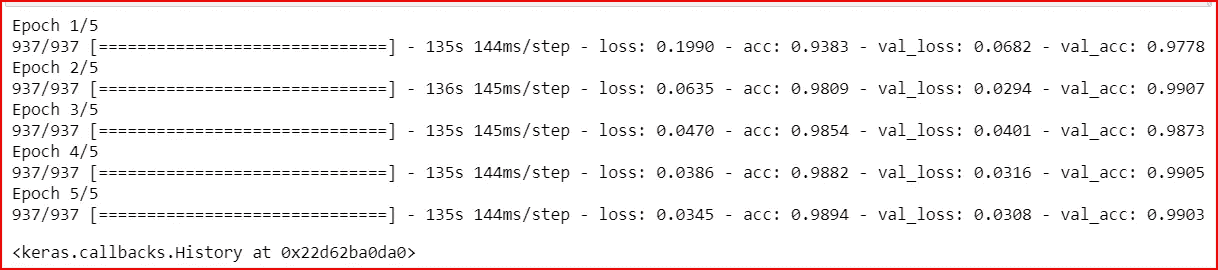 Epoch 1/5
937/937 [==============================] - 135s 144ms/step - loss: 0.1990 - acc: 0.9383 - val_loss: 0.0682 - val_acc: 0.9778
Epoch 2/5
937/937 [==============================] - 136s 145ms/step - loss: 0.0635 - acc: 0.9809 - val_loss: 0.0294 - val_acc: 0.9907
Epoch 3/5
937/937 [==============================] - 135s 145ms/step - loss: 0.0470 - acc: 0.9854 - val_loss: 0.0401 - val_acc: 0.9873
Epoch 4/5
937/937 [==============================] - 135s 144ms/step - loss: 0.0386 - acc: 0.9882 - val_loss: 0.0316 - val_acc: 0.9905
Epoch 5/5
937/937 [==============================] - 135s 144ms/step - loss: 0.0345 - acc: 0.9894 - val_loss: 0.0308 - val_acc: 0.9903
<keras.callbacks.History at 0x22d62ba0da0>